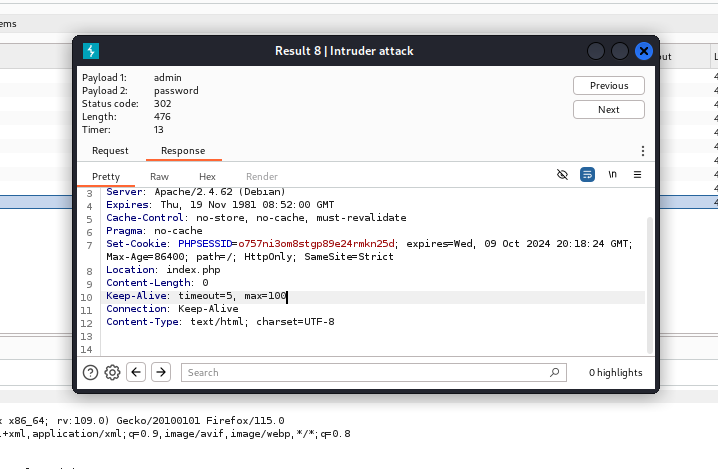 ems
Result 8 | Intruder attack
out
L
Payload 1: admin
Payload 2: password
Status code: 302
Length: 476
Timer: 13
Previous
Next
Request Response
Pretty Raw Hex Render \n
3 Server: Apache/2.4.62 (Debian)
4 Expires: Thu, 19 Nov 1981 08:52:00 GMT
5 Cache-Control: no-store, no-cache, must-revalidate
6 Pragma: no-cache
7 Set-Cookie: PHPSESSID=o757ni3om8stgp89e24rmkn25d; expires=Wed, 09 Oct 2024 20:18:24 GMT;
Max-Age=86400; path=/; HttpOnly; SameSite=Strict
8 Location: index.php
9 Content-Length: 0
10 Keep-Alive: timeout=5, max=100
11 Connection: Keep-Alive
12 Content-Type: text/html; charset=UTF-8
13
14
Search
0 highlights
x x86_64; rv:109.0) Gecko/20100101 Firefox/115.0
l+xml,application/xml;q=0.9,image/avif,image/webp,*/*;q=0.8